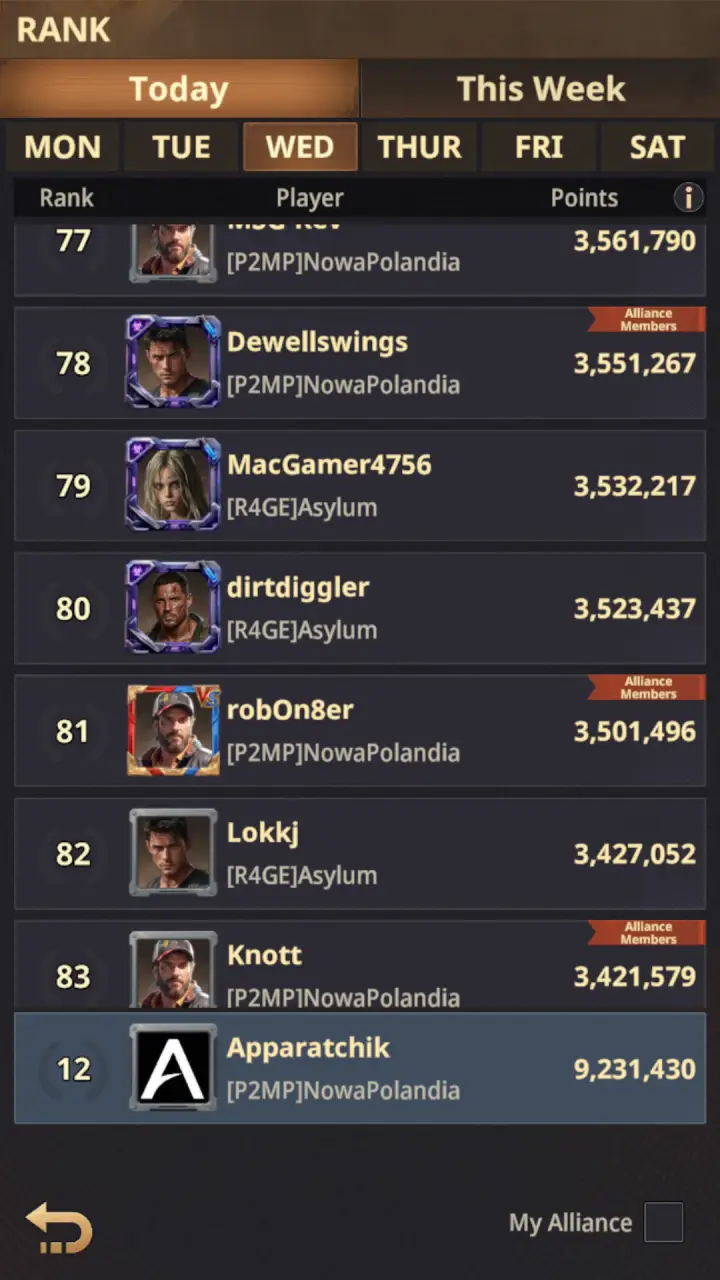 RANK
Today This Week
MON TUE WED THUR FRI SAT
Rank Player Points i
77 3,561,790
[P2MP]NowaPolandia
Alliance Members
78 Dewellswings 3,551,267
[P2MP]NowaPolandia
79 MacGamer4756 3,532,217
[R4GE]Asylum
80 dirtdiggler 3,523,437
[R4GE]Asylum
VS
Alliance Members
81 robOn8er 3,501,496
[P2MP]NowaPolandia
82 Lokkj 3,427,052
[R4GE]Asylum
Alliance Members
83 Knott 3,421,579
[P2MP]NowaPolandia
12 A Apparatchik 9,231,430
[P2MP]NowaPolandia
My Alliance